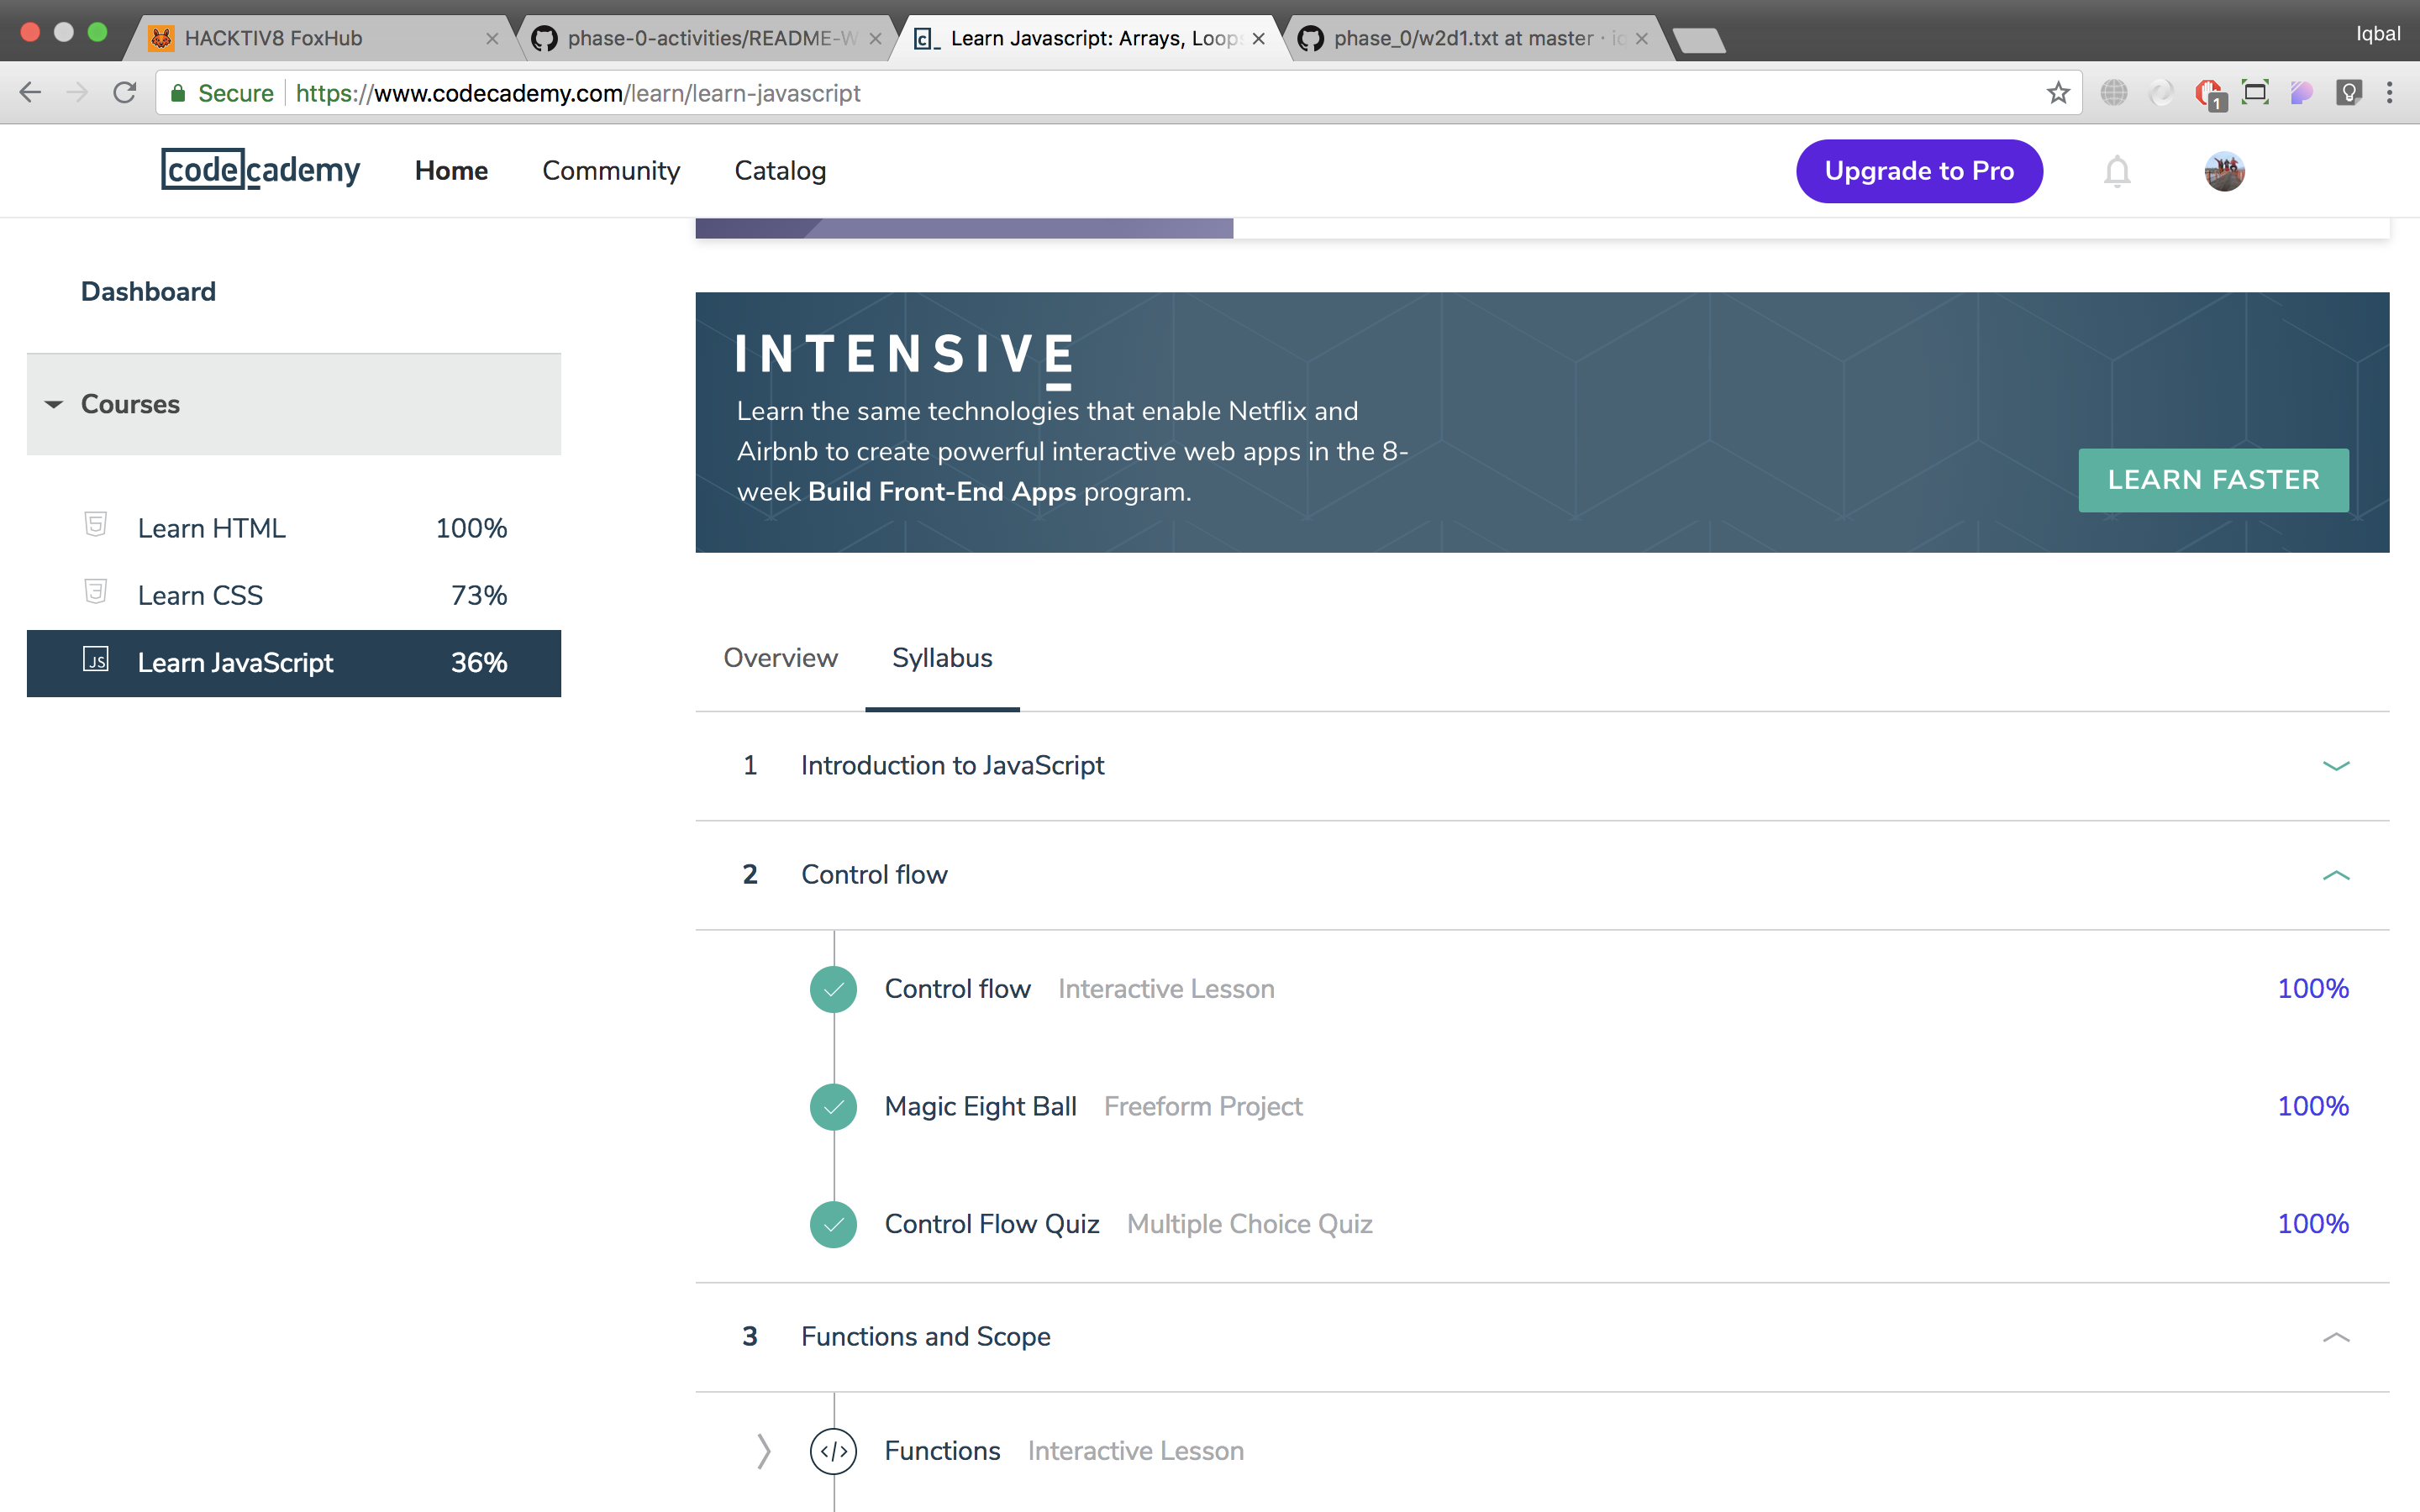 HACKTIV8 FoxHub
phase-0-activities/README-W
Learn Javascript: Arrays, Loops
phase_0/w2d1.txt at master ·
Iqbal
Secure https://www.codecademy.com/learn/learn-javascript
1
codecademy Home Community Catalog Upgrade to Pro
Dashboard
Courses
Learn HTML 100%
Learn CSS 73%
JS Learn JavaScript 36%
INTENSIVE
Learn the same technologies that enable Netflix and
Airbnb to create powerful interactive web apps in the 8-
week Build Front-End Apps program.
LEARN FASTER
Overview Syllabus
1 Introduction to JavaScript
2 Control flow
Control flow Interactive Lesson 100%
Magic Eight Ball Freeform Project 100%
Control Flow Quiz Multiple Choice Quiz 100%
3 Functions and Scope
</> Functions Interactive Lesson